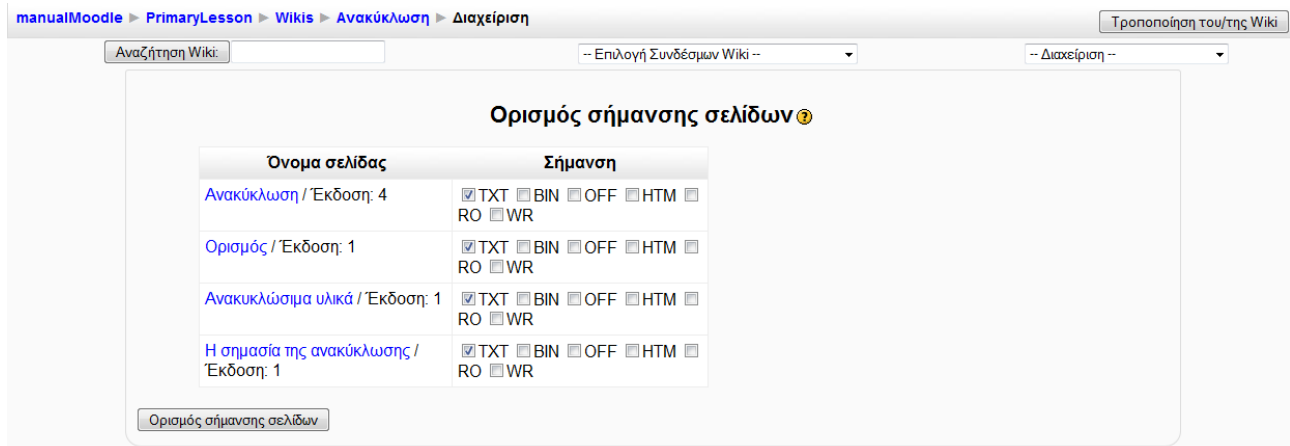 manualMoodle ► PrimaryLesson ► Wikis ► Ανακύκλωση ► Διαχείριση
Τροποποίηση του/της Wiki
Αναζήτηση Wiki:
-- Επιλογή Συνδέσμων Wiki --
-- Διαχείριση --
Ορισμός σήμανσης σελίδων
Όνομα σελίδας Σήμανση
Ανακύκλωση / Έκδοση: 4
TXT BIN OFF HTM
RO WR
Ορισμός / Έκδοση: 1
TXT BIN OFF HTM
RO WR
Ανακυκλώσιμα υλικά / Έκδοση: 1
TXT BIN OFF HTM
RO WR
Η σημασία της ανακύκλωσης /
Έκδοση: 1
TXT BIN OFF HTM
RO WR
Ορισμός σήμανσης σελίδων